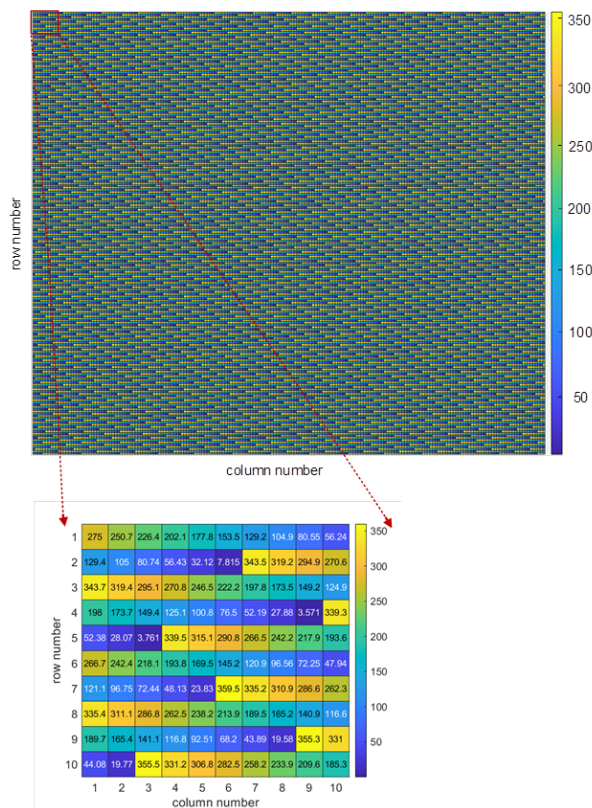 350
300
250
200
150
100
50
row number
column number
1 275 250.7 226.4 202.1 177.8 153.5 129.2 104.9 80.55 56.24
2 129.4 105 80.74 56.43 32.12 7.815 343.5 319.2 294.9 270.6
3 343.7 319.4 295.1 270.8 246.5 222.2 197.8 173.5 149.2 124.9
4 198 173.7 149.4 125.1 100.8 76.5 52.19 27.88 3.571 339.3
5 52.38 28.07 3.761 339.5 315.1 290.8 266.5 242.2 217.9 193.6
6 266.7 242.4 218.1 193.8 169.5 145.2 120.9 96.56 72.25 47.94
7 121.1 96.75 72.44 48.13 23.83 359.5 335.2 310.9 286.6 262.3
8 335.4 311.1 286.8 262.5 238.2 213.9 189.5 165.2 140.9 116.6
9 189.7 165.4 141.1 116.8 92.51 68.2 43.89 19.58 355.3 331
10 44.08 19.77 355.5 331.2 306.8 282.5 258.2 233.9 209.6 185.3
1 2 3 4 5 6 7 8 9 10
row number
column number
350
300
250
200
150
100
50